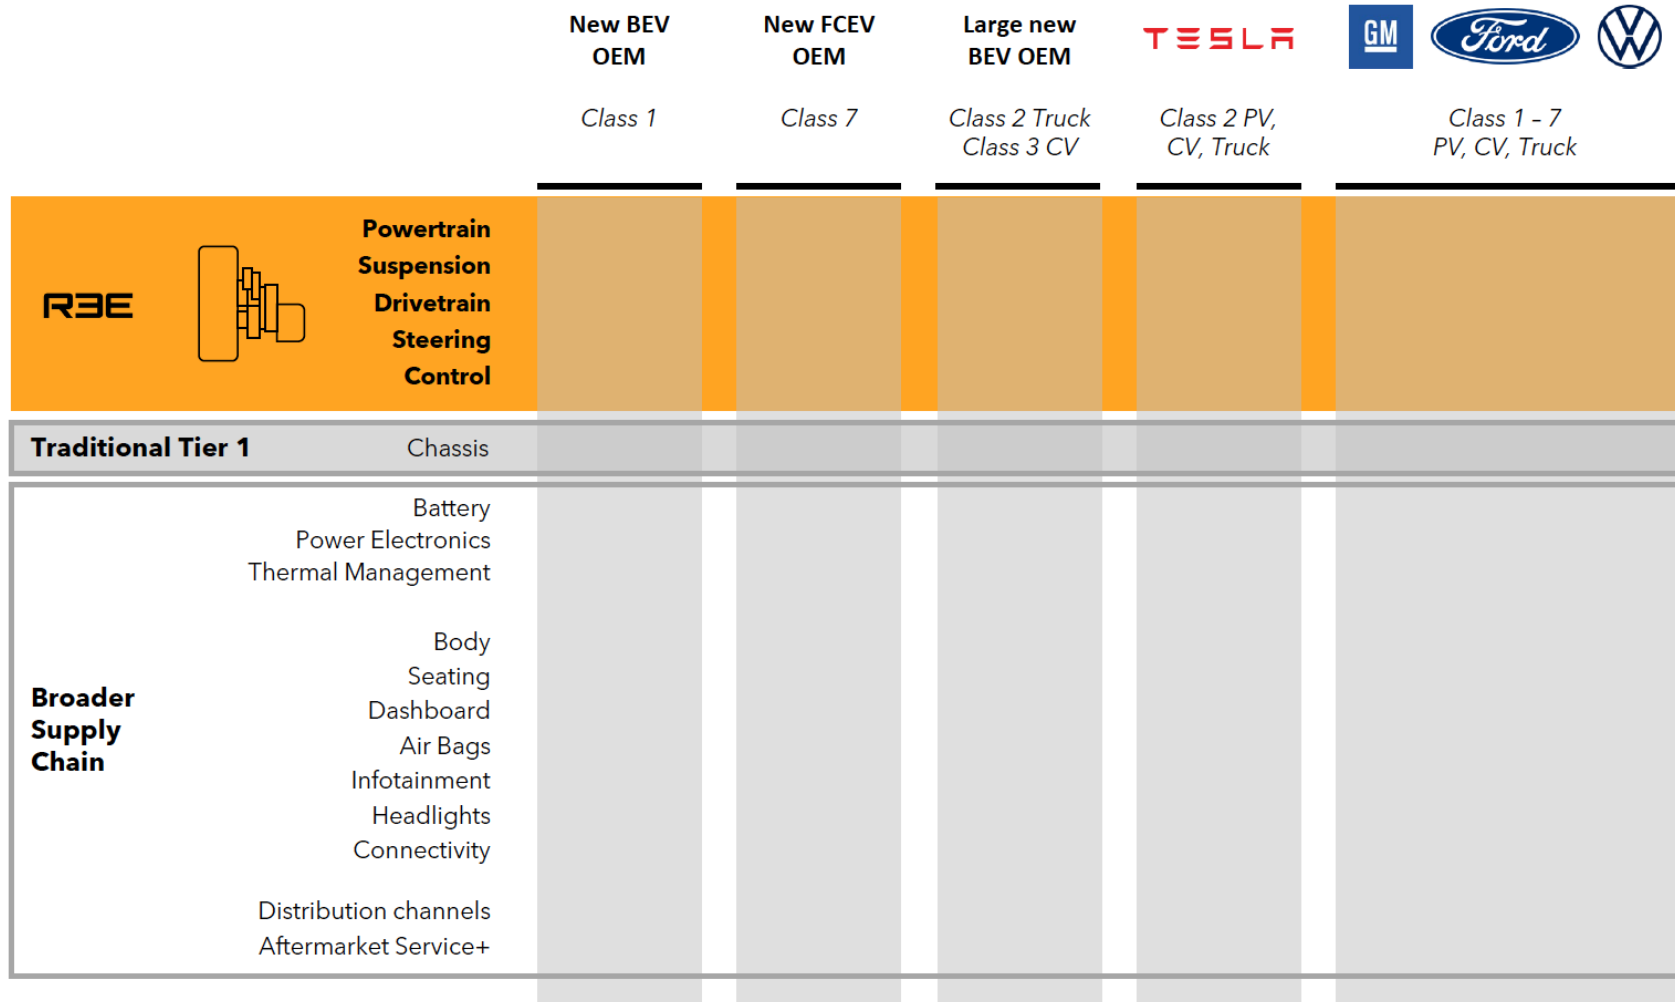 New BEV
OEM
New FCEV
OEM
Large new
BEV OEM
TESLA
GM
Ford
VW
Class 1
Class 7
Class 2 Truck
Class 3 CV
Class 2 PV,
CV, Truck
Class 1 – 7
PV, CV, Truck
REE
Powertrain
Suspension
Drivetrain
Steering
Control
Traditional Tier 1
Chassis
Broader
Supply
Chain
Battery
Power Electronics
Thermal Management
Body
Seating
Dashboard
Air Bags
Infotainment
Headlights
Connectivity
Distribution channels
Aftermarket Service+